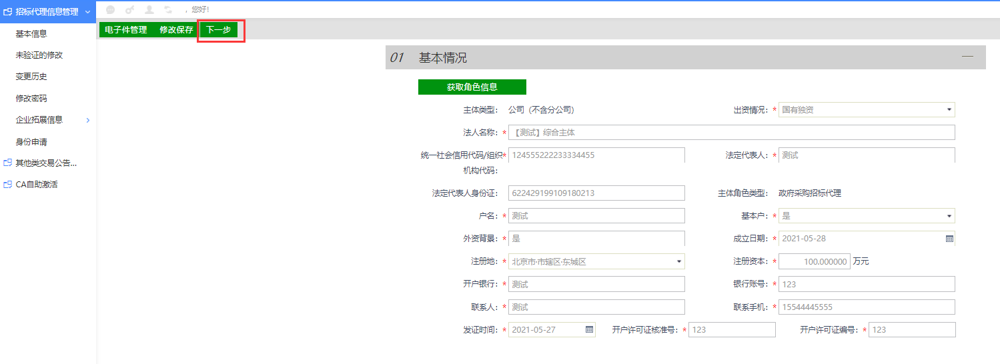 招标代理信息管理
，您好！
基本信息
未验证的修改
变更历史
修改密码
企业拓展信息
身份申请
其他类交易公告...
CA自助激活
电子件管理 修改保存 下一步
01 基本情况
获取角色信息
主体类型： 公司（不含分公司） 出资情况：* 国有独资
法人名称：* 【测试】综合主体
统一社会信用代码/组织* 124555222233334455 法定代表人：* 测试
机构代码：
法定代表人身份证： 622429199109180213 主体角色类型： 政府采购招标代理
户名：* 测试 基本户：* 是
外资背景：* 是 成立日期：* 2021-05-28
注册地：* 北京市·市辖区·东城区 注册资本：* 100.000000 万元
开户银行：* 测试 银行账号：* 123
联系人：* 测试 联系手机：* 15544445555
发证时间：* 2021-05-27 开户许可证核准号：* 123 开户许可证编号：* 123